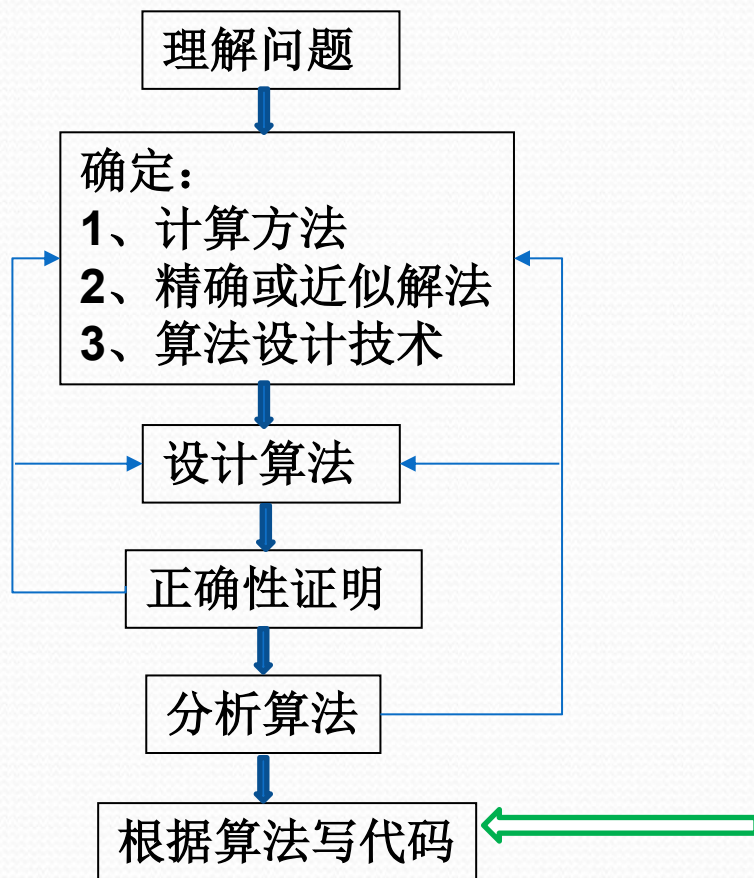 理解问题
确定：
1、计算方法
2、精确或近似解法
3、算法设计技术
设计算法
正确性证明
分析算法
根据算法写代码